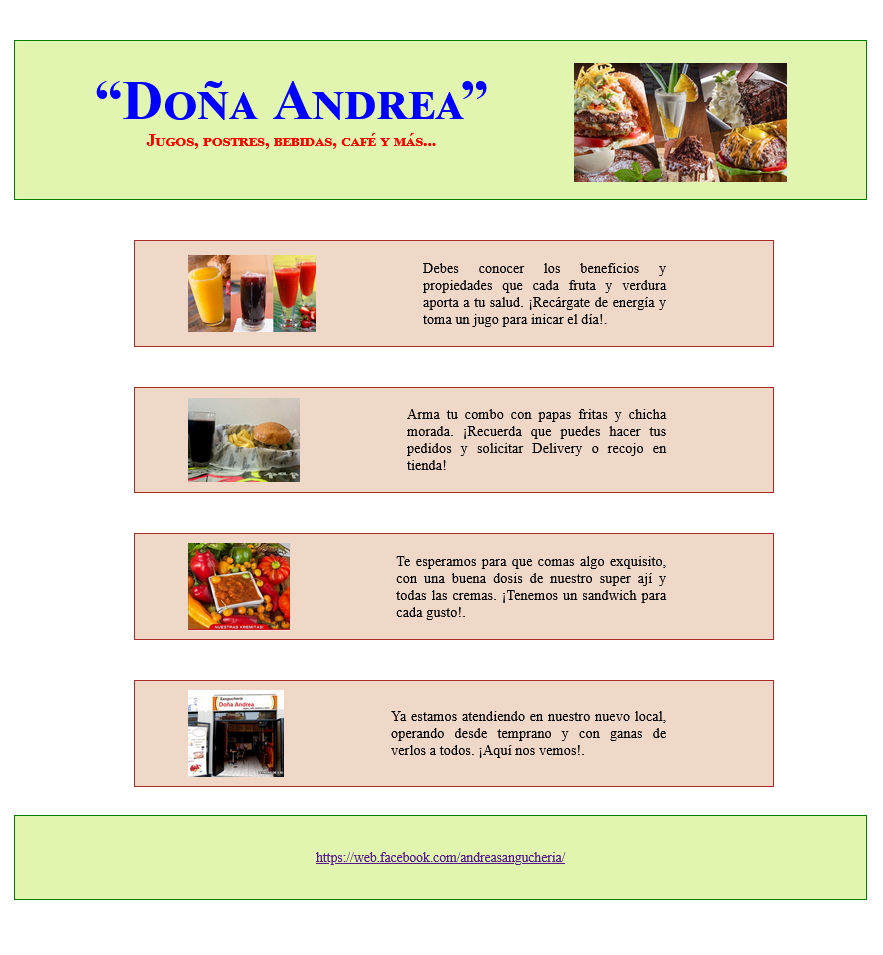 “Doña Andrea”
Jugos, postres, bebidas, café y más...
Debes conocer los beneficios y
propiedades que cada fruta y verdura
aporta a tu salud. ¡Recárgate de energía y
toma un jugo para inicar el día!.
Arma tu combo con papas fritas y chicha
morada. ¡Recuerda que puedes hacer tus
pedidos y solicitar Delivery o recojo en
tienda!
Te esperamos para que comas algo exquisito,
con una buena dosis de nuestro super ají y
todas las cremas. ¡Tenemos un sandwich para
cada gusto!.
NUESTRAS KREMITAS!
Sangucheria
Doña Andrea
Ya estamos atendiendo en nuestro nuevo local,
operando desde temprano y con ganas de
verlos a todos. ¡Aquí nos vemos!.
https://web.facebook.com/andreasangucheria/